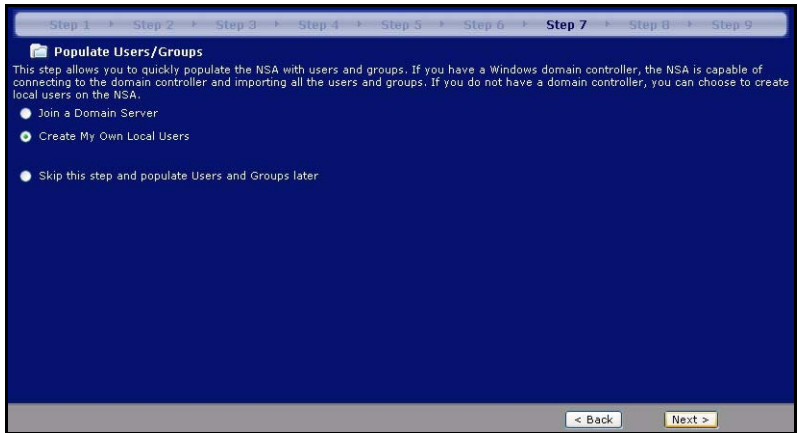 Step 1 Step 2 Step 3 Step 4 Step 5 Step 6 Step 7 Step 8 Step 9
Populate Users/Groups
This step allows you to quickly populate the NSA with users and groups. If you have a Windows domain controller, the NSA is capable of
connecting to the domain controller and importing all the users and groups. If you do not have a domain controller, you can choose to create
local users on the NSA.
Join a Domain Server
Create My Own Local Users
Skip this step and populate Users and Groups later
< Back Next >